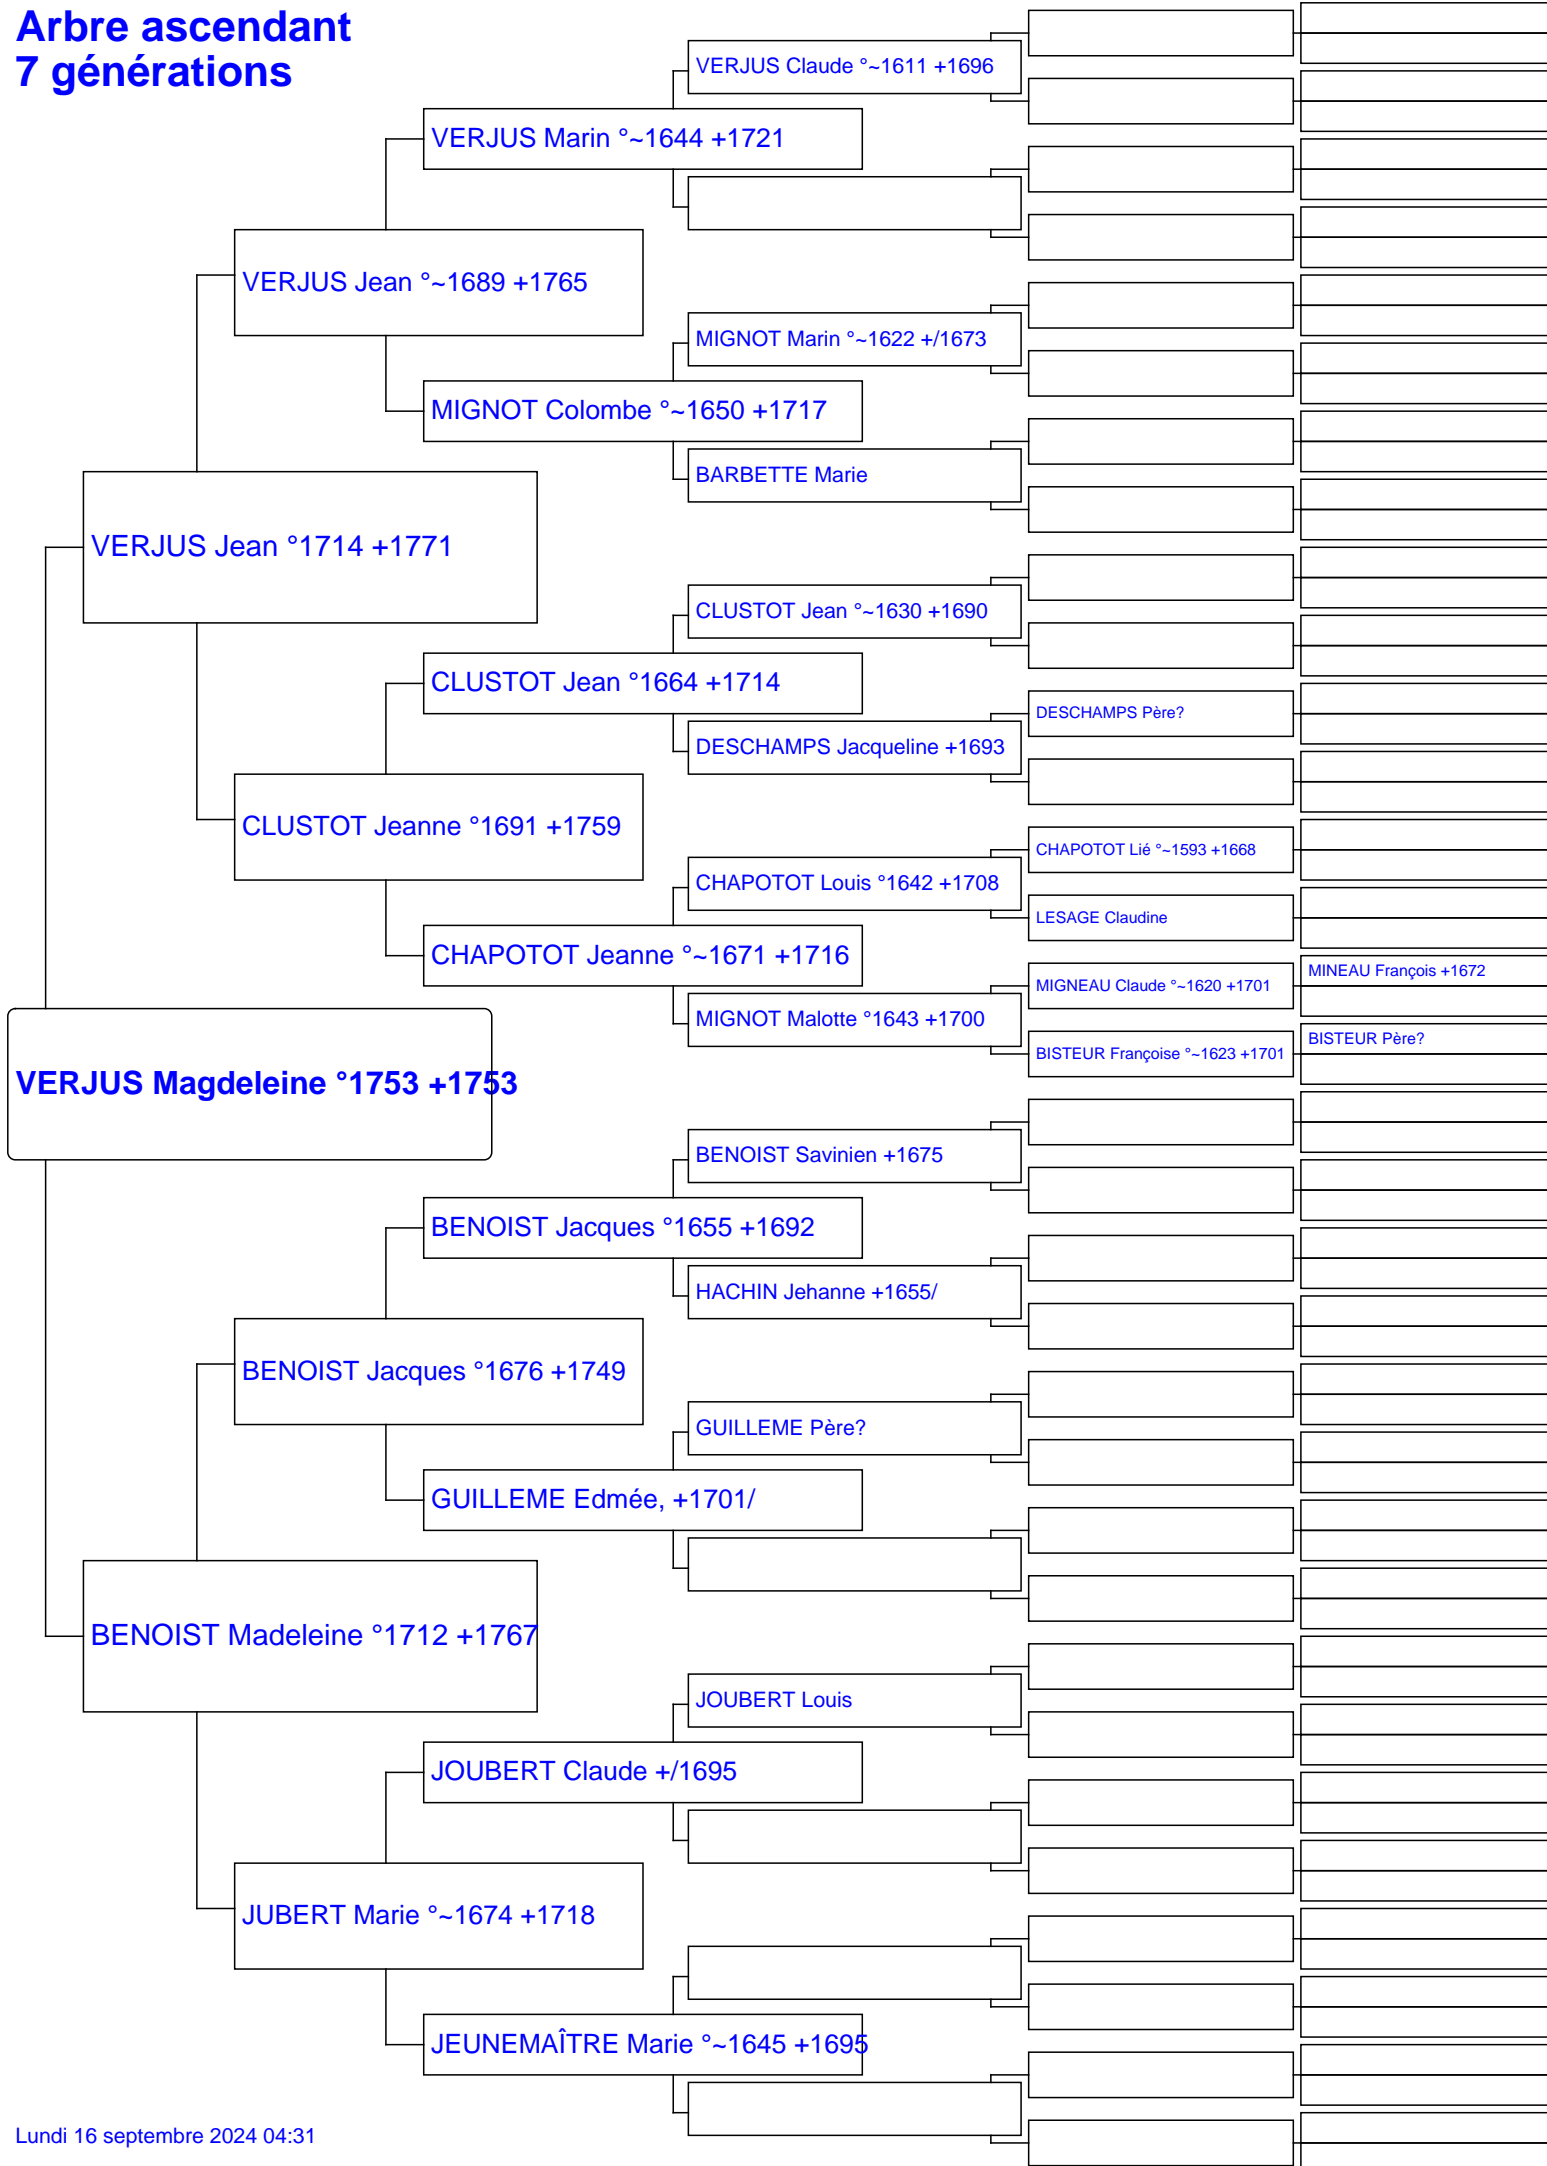 Arbre ascendant
7 générations
VERJUS Claude °~1611 +1696
VERJUS Marin °~1644 +1721
VERJUS Jean °~1689 +1765
MIGNOT Marin °~1622 +/1673
MIGNOT Colombe °~1650 +1717
BARBETTE Marie
VERJUS Jean °1714 +1771
CLUSTOT Jean °~1630 +1690
CLUSTOT Jean °1664 +1714
DESCHAMPS Père?
DESCHAMPS Jacqueline +1693
CLUSTOT Jeanne °1691 +1759
CHAPOTOT Lié °~1593 +1668
CHAPOTOT Louis °1642 +1708
LESAGE Claudine
CHAPOTOT Jeanne °~1671 +1716
MINEAU François +1672
MIGNEAU Claude °~1620 +1701
MIGNOT Malotte °1643 +1700
BISTEUR Père?
BISTEUR Françoise °~1623 +1701
VERJUS Magdeleine °1753 +1753
BENOIST Savinien +1675
BENOIST Jacques °1655 +1692
HACHIN Jehanne +1655/
BENOIST Jacques °1676 +1749
GUILLEME Père?
GUILLEME Edmée, +1701/
BENOIST Madeleine °1712 +1767
JOUBERT Louis
JOUBERT Claude +/1695
JUBERT Marie °~1674 +1718
JEUNEMAÎTRE Marie °~1645 +1695
Lundi 16 septembre 2024 04:31